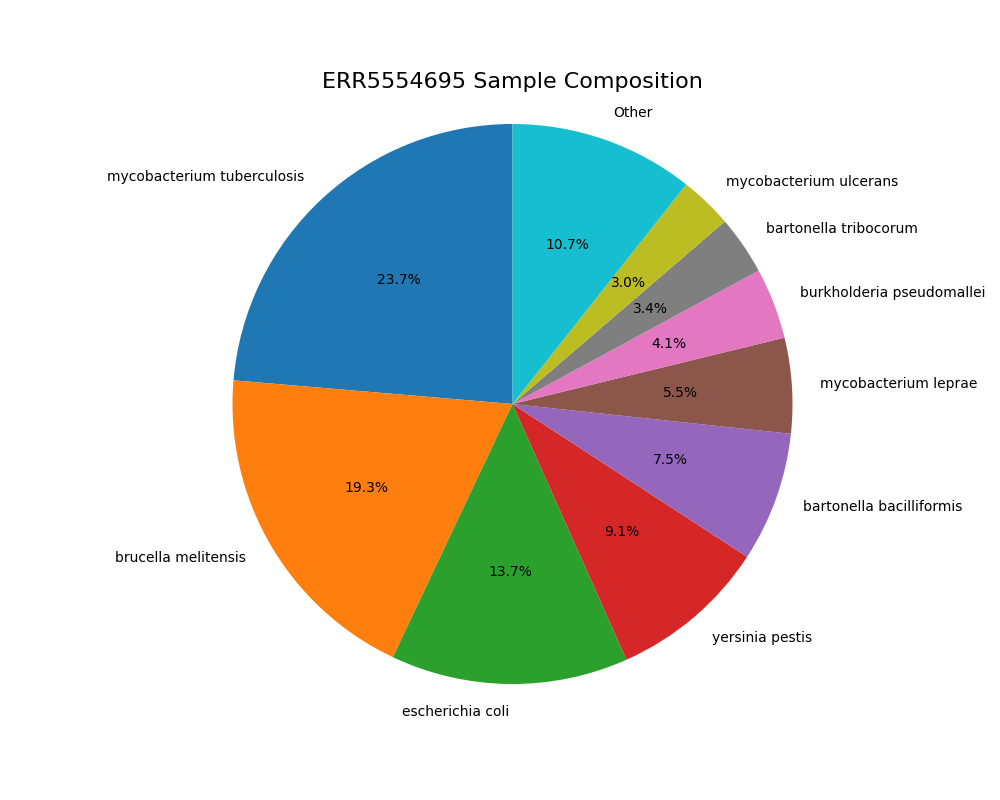 ERR5554695 Sample Composition
Other
mycobacterium tuberculosis
mycobacterium ulcerans
bartonella tribocorum
10.7%
23.7%
3.0%
burkholderia pseudomallei
3.4%
4.1%
mycobacterium leprae
5.5%
7.5%
19.3%
bartonella bacilliformis
9.1%
brucella melitensis
13.7%
yersinia pestis
escherichia coli